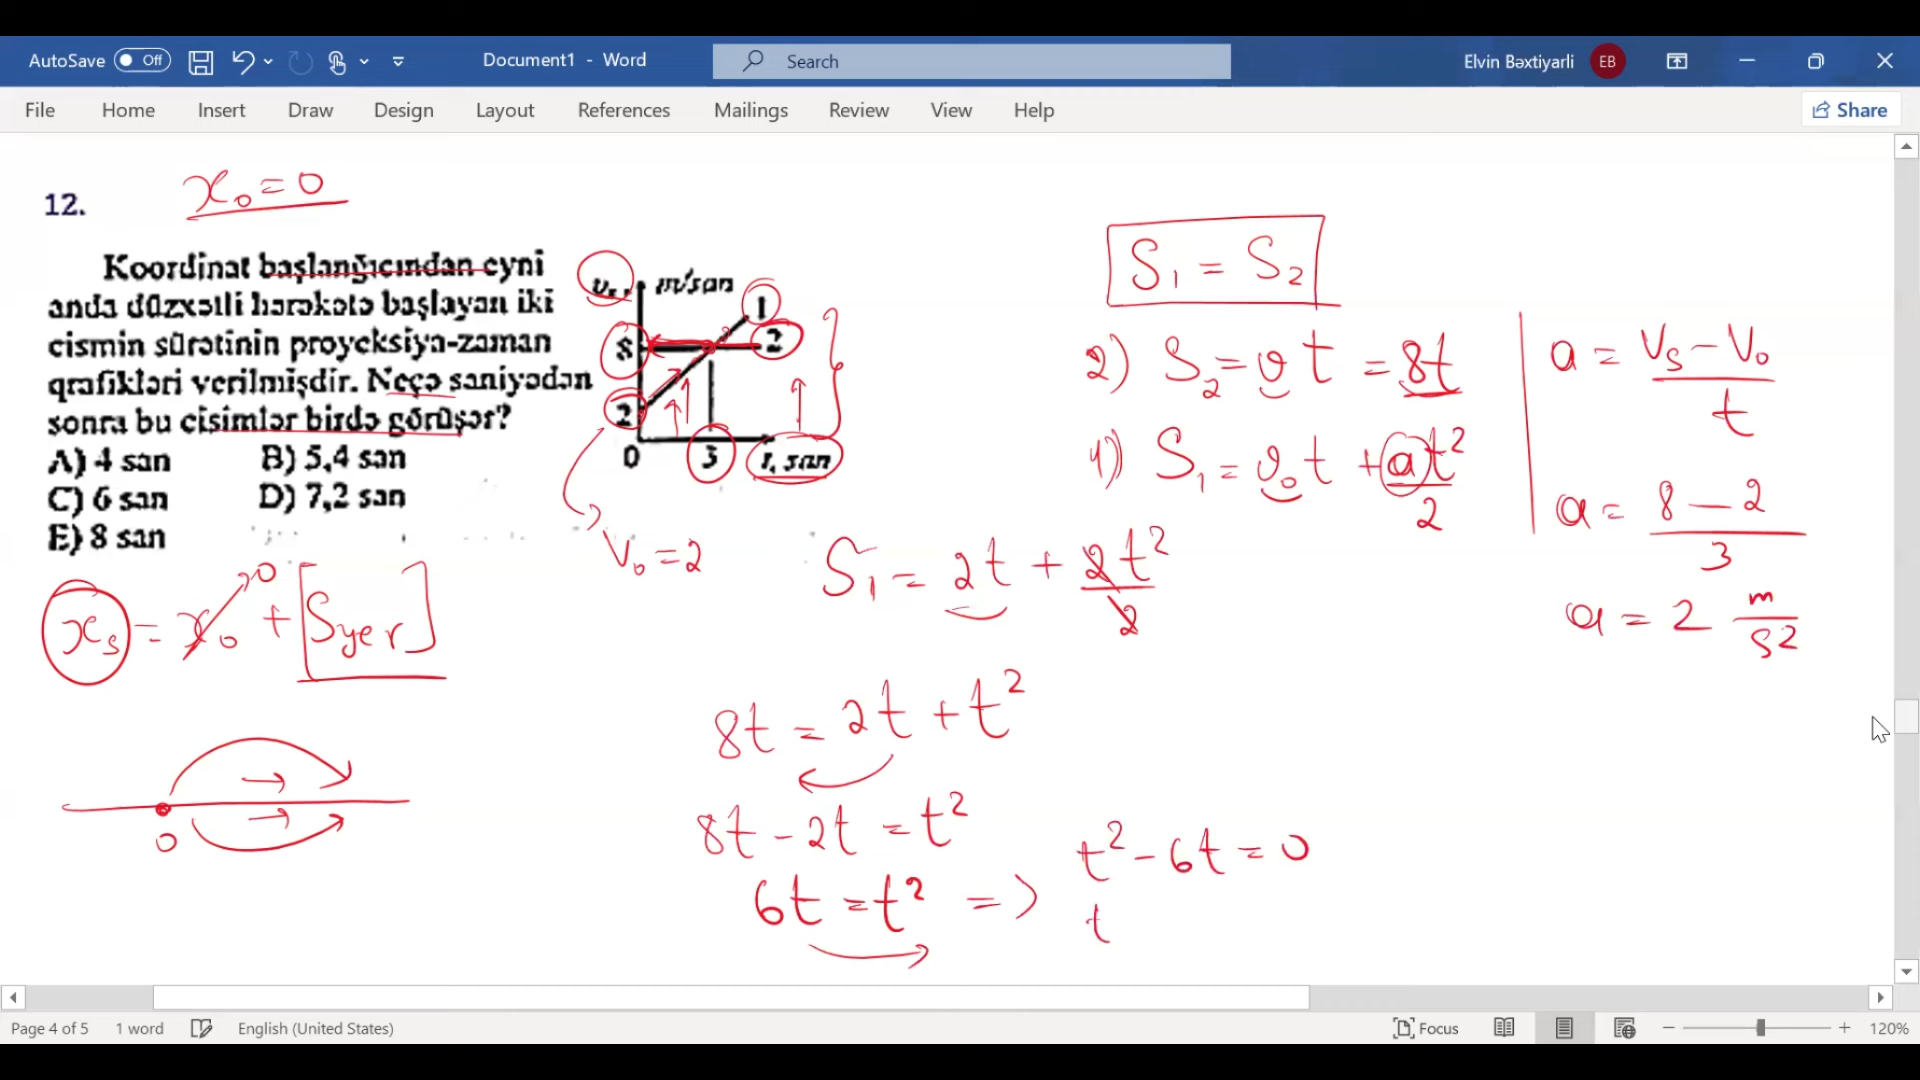 AutoSave Off Document1 - Word Search Elvin Bəxtiyarli EB
File Home Insert Draw Design Layout References Mailings Review View Help Share
12.
x₀ = 0
Koordinat başlanğıcından eyni
anda düzxətli hərəkətə başlayan iki
cismin sürətinin proyeksiya-zaman
qrafikləri verilmişdir. Neçə saniyədən
sonra bu cisimlər birdə görüşər?
A) 4 san B) 5,4 san
C) 6 san D) 7,2 san
E) 8 san
m/san
1
8 2
2
0 3 t, san
V₀ = 2
xₛ = x₀ + [Syer]
0
0
S₁ = S₂
2) S₂ = υt = 8t
1) S₁ = υ₀t + at²/2
S₁ = 2t + 2t²/2
8t = 2t + t²
8t - 2t = t²
6t = t² => t² - 6t = 0
t
a = Vₛ - V₀ / t
a = 8 - 2 / 3
a = 2 m/s²
Page 4 of 5 1 word English (United States) Focus 120%